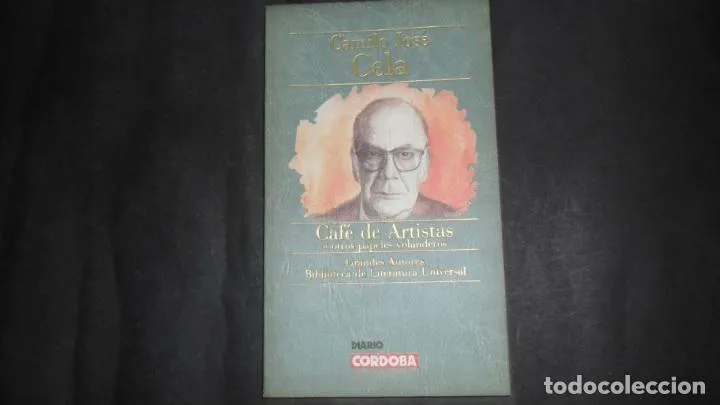 Camilo José
Cela
Café de Artistas
y otros papeles volanderos
Grandes Autores
Biblioteca de Literatura Universal
DIARIO
CORDOBA
todocoleccion